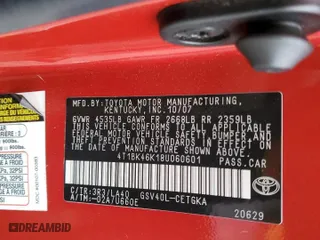 MFD. BY: TOYOTA MOTOR MANUFACTURING,
KENTUCKY, INC. 10/07
GVWR 4535LB GAWR FR 2668LB RR 2359LB
THIS VEHICLE CONFORMS TO ALL APPLICABLE
FEDERAL MOTOR VEHICLE SAFETY, BUMPER, AND
THEFT PREVENTION STANDARDS IN EFFECT ON
THE DATE OF MANUFACTURE SHOWN ABOVE.
4T1BK46K18U060601 PASS.CAR
C/TR:3R3/LA40 GSV40L-CETGKA
A/TM:-02A/U660E
TOYOTA
20629
DREAMBID